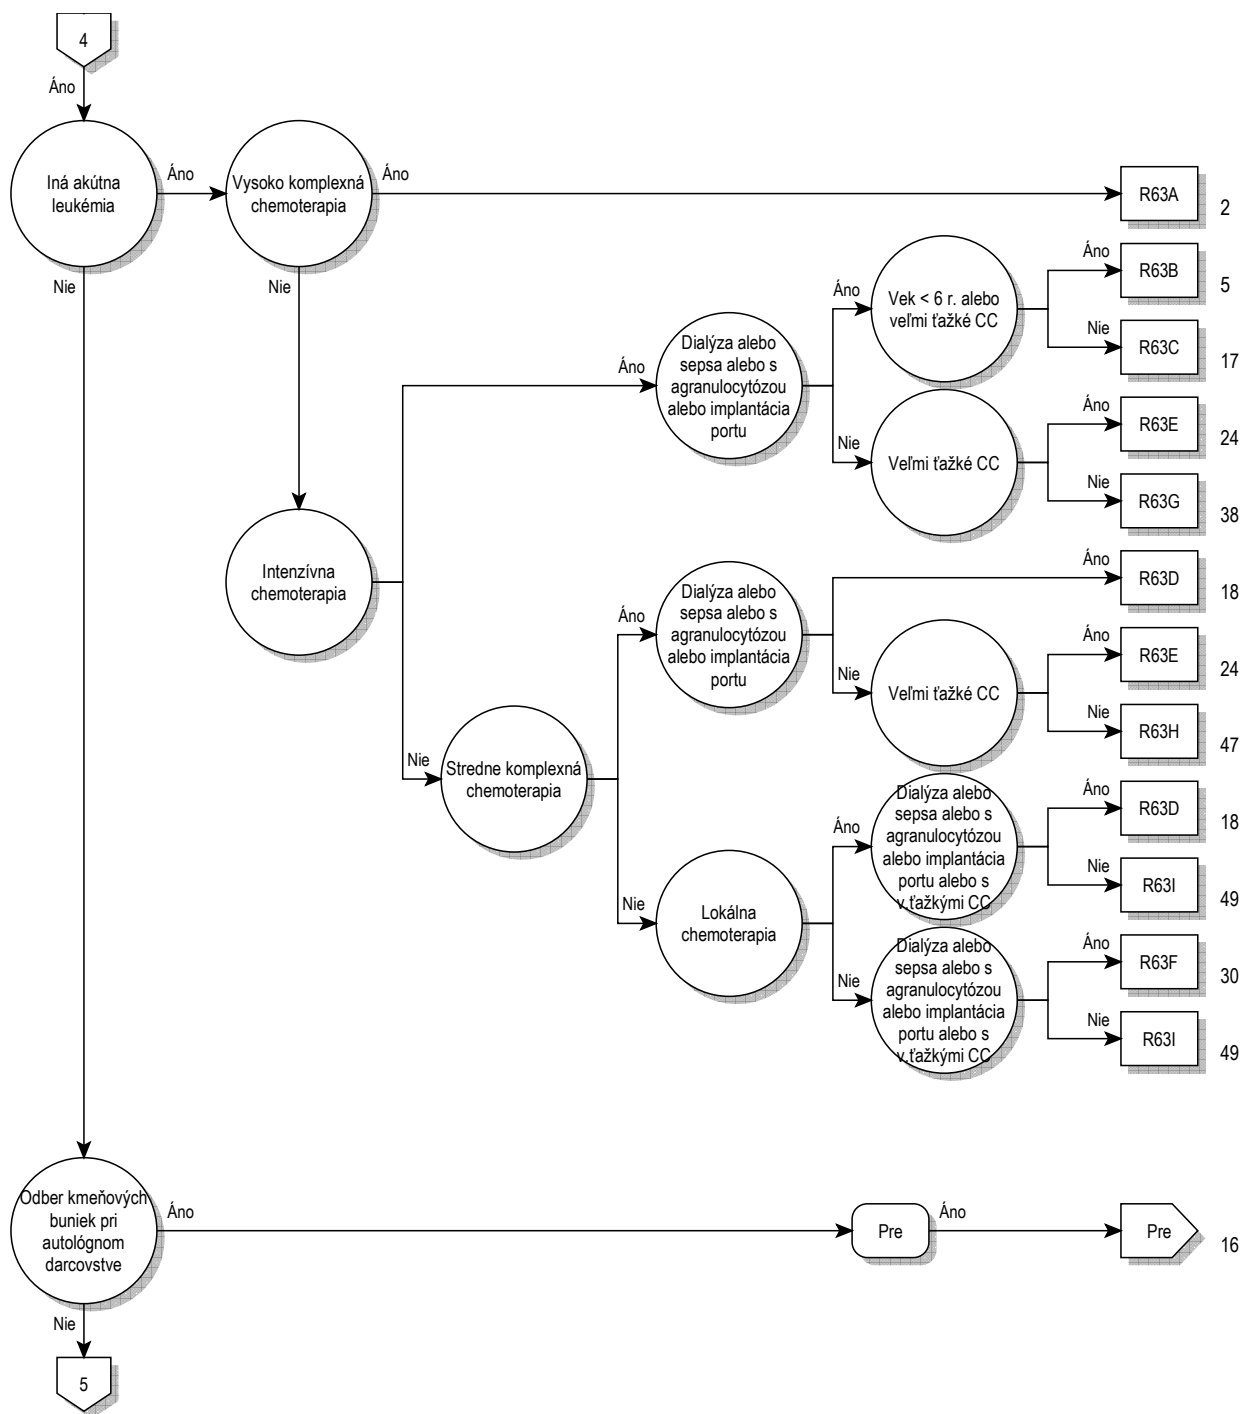 4
Áno
Iná akútna
leukémia
Áno
Vysoko komplexná
chemoterapia
Áno
R63A
2
Nie
Nie
Áno
Dialýza alebo
sepsa alebo s
agranulocytózou
alebo implantácia
portu
Áno
Vek < 6 r. alebo
veľmi ťažké CC
Áno
R63B
5
Nie
R63C
17
Nie
Veľmi ťažké CC
Áno
R63E
24
Nie
R63G
38
Intenzívna
chemoterapia
Nie
Stredne komplexná
chemoterapia
Áno
Dialýza alebo
sepsa alebo s
agranulocytózou
alebo implantácia
portu
Áno
R63D
18
Nie
Veľmi ťažké CC
Áno
R63E
24
Nie
R63H
47
Nie
Lokálna
chemoterapia
Áno
Dialýza alebo
sepsa alebo s
agranulocytózou
alebo implantácia
portu alebo s
v.ťažkými CC
Áno
R63D
18
Nie
R63I
49
Nie
Dialýza alebo
sepsa alebo s
agranulocytózou
alebo implantácia
portu alebo s
v.ťažkými CC
Áno
R63F
30
Nie
R63I
49
Odber kmeňových
buniek pri
autológnom
darcovstve
Áno
Pre
Áno
Pre
16
Nie
5